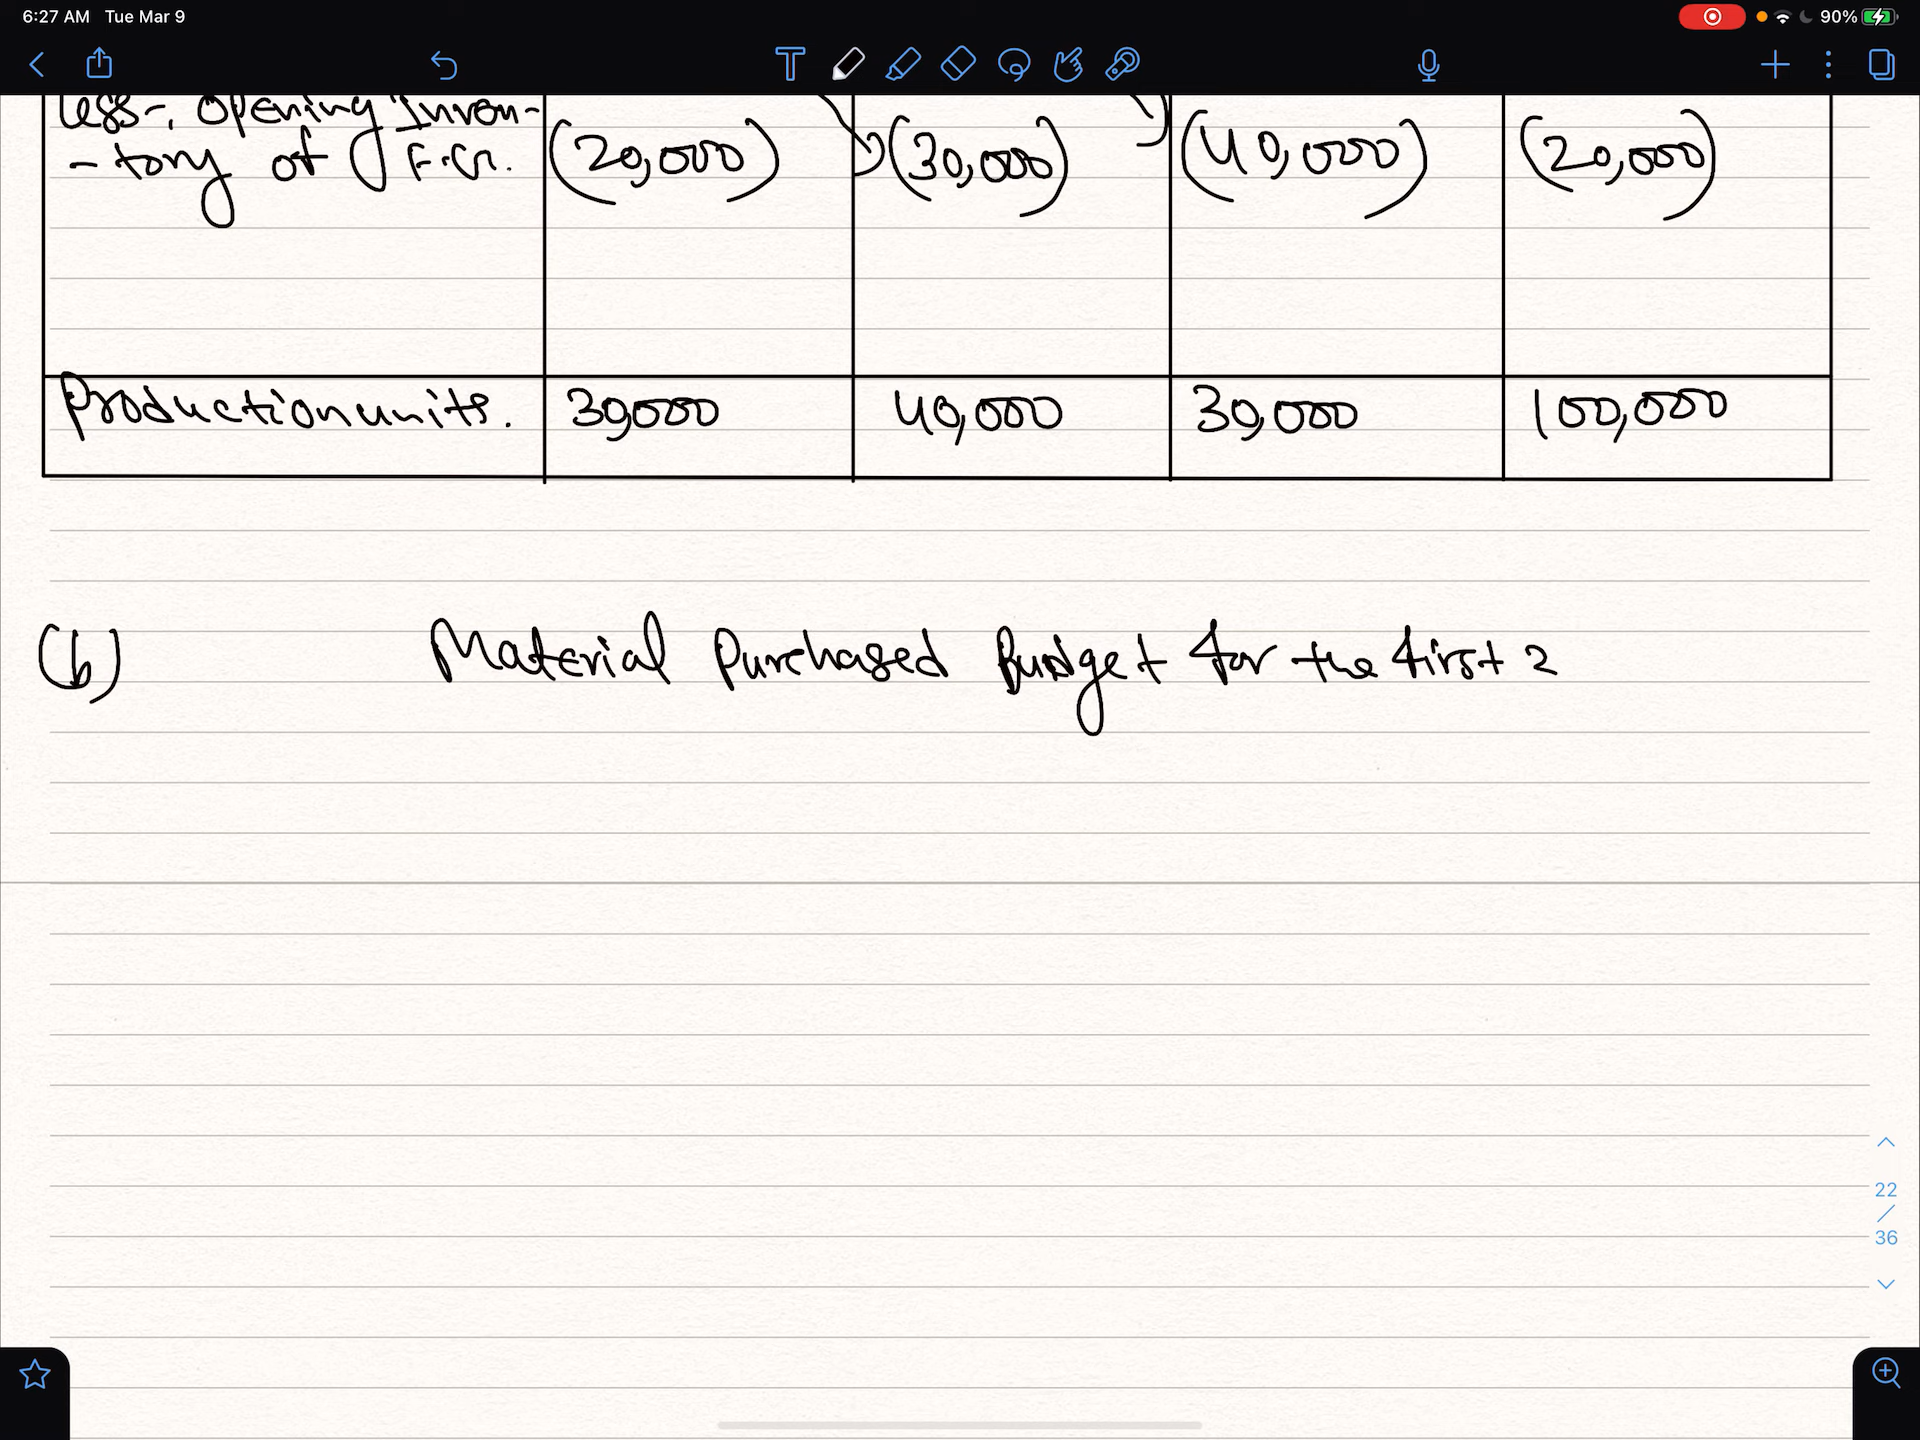 6:27 AM Tue Mar 9
90%
Less-, Opening Inven-
-tory of F.G. (20,000) (30,000) (40,000) (20,000)
Production units. 30,000 40,000 30,000 100,000
(b) Material Purchased Budget for the first 2
22
/
36